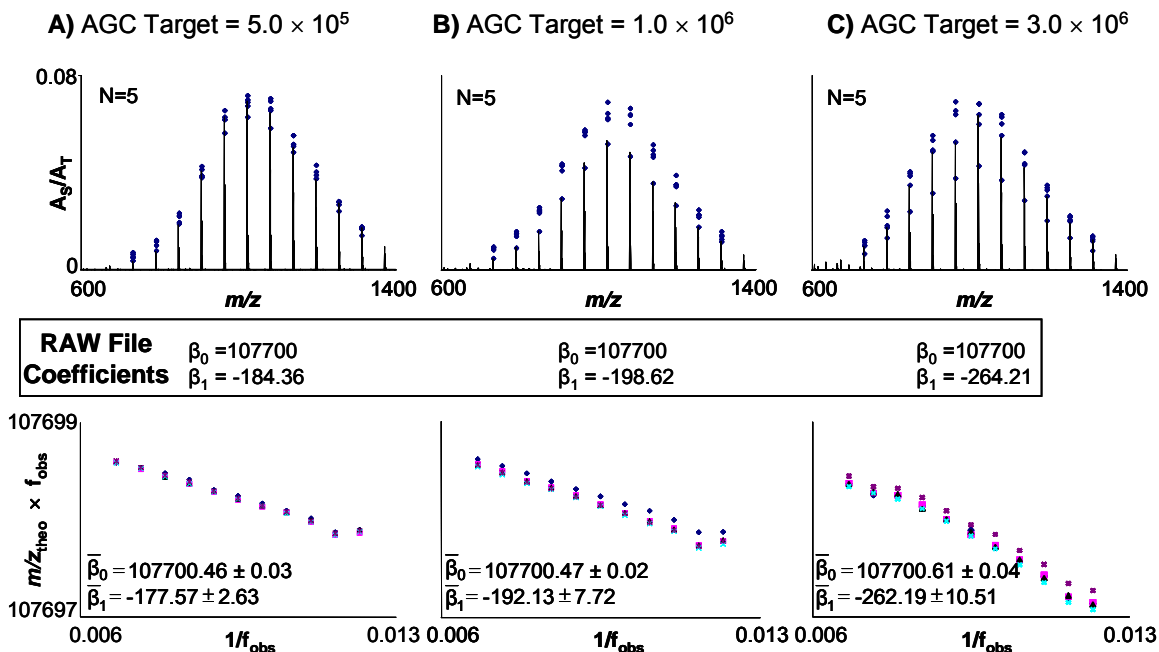 A) AGC Target = 5.0 × 10⁵
B) AGC Target = 1.0 × 10⁶
C) AGC Target = 3.0 × 10⁶
0.08
N=5
N=5
N=5
A_S/A_T
0
600
m/z
1400
600
m/z
1400
600
m/z
1400
RAW File
Coefficients
β₀ =107700
β₁ = -184.36
β₀ =107700
β₁ = -198.62
β₀ =107700
β₁ = -264.21
107699
m/z_theo × f_obs
107697
β̅₀ = 107700.46 ± 0.03
β̅₁ = -177.57 ± 2.63
β̅₀ = 107700.47 ± 0.02
β̅₁ = -192.13 ± 7.72
β̅₀ = 107700.61 ± 0.04
β̅₁ = -262.19 ± 10.51
0.006
1/f_obs
0.013
0.006
1/f_obs
0.013
0.006
1/f_obs
0.013